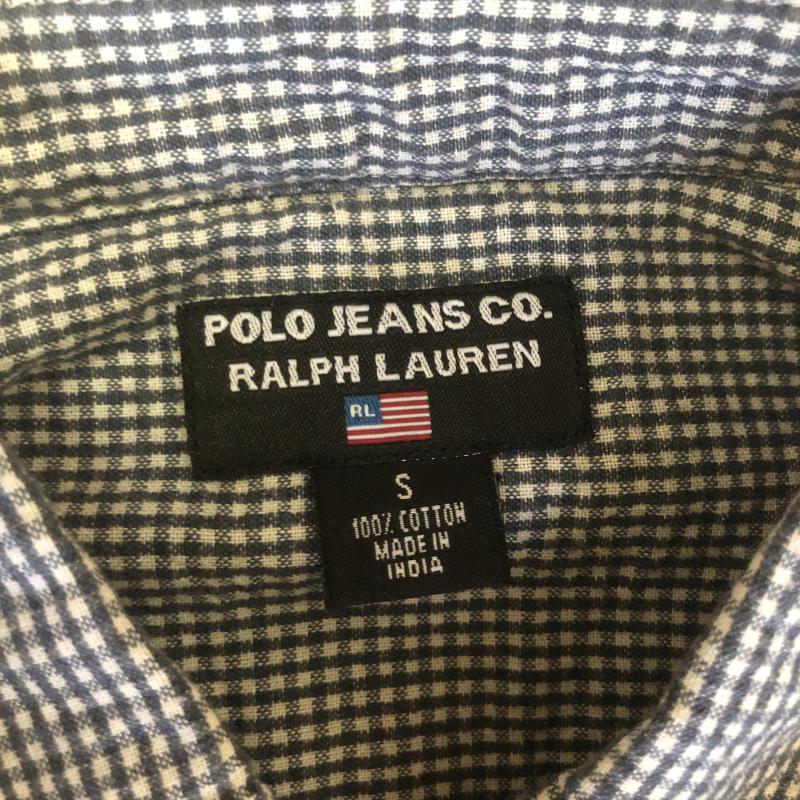 POLO JEANS CO.
RALPH LAUREN
RL
S
100% COTTON
MADE IN
INDIA